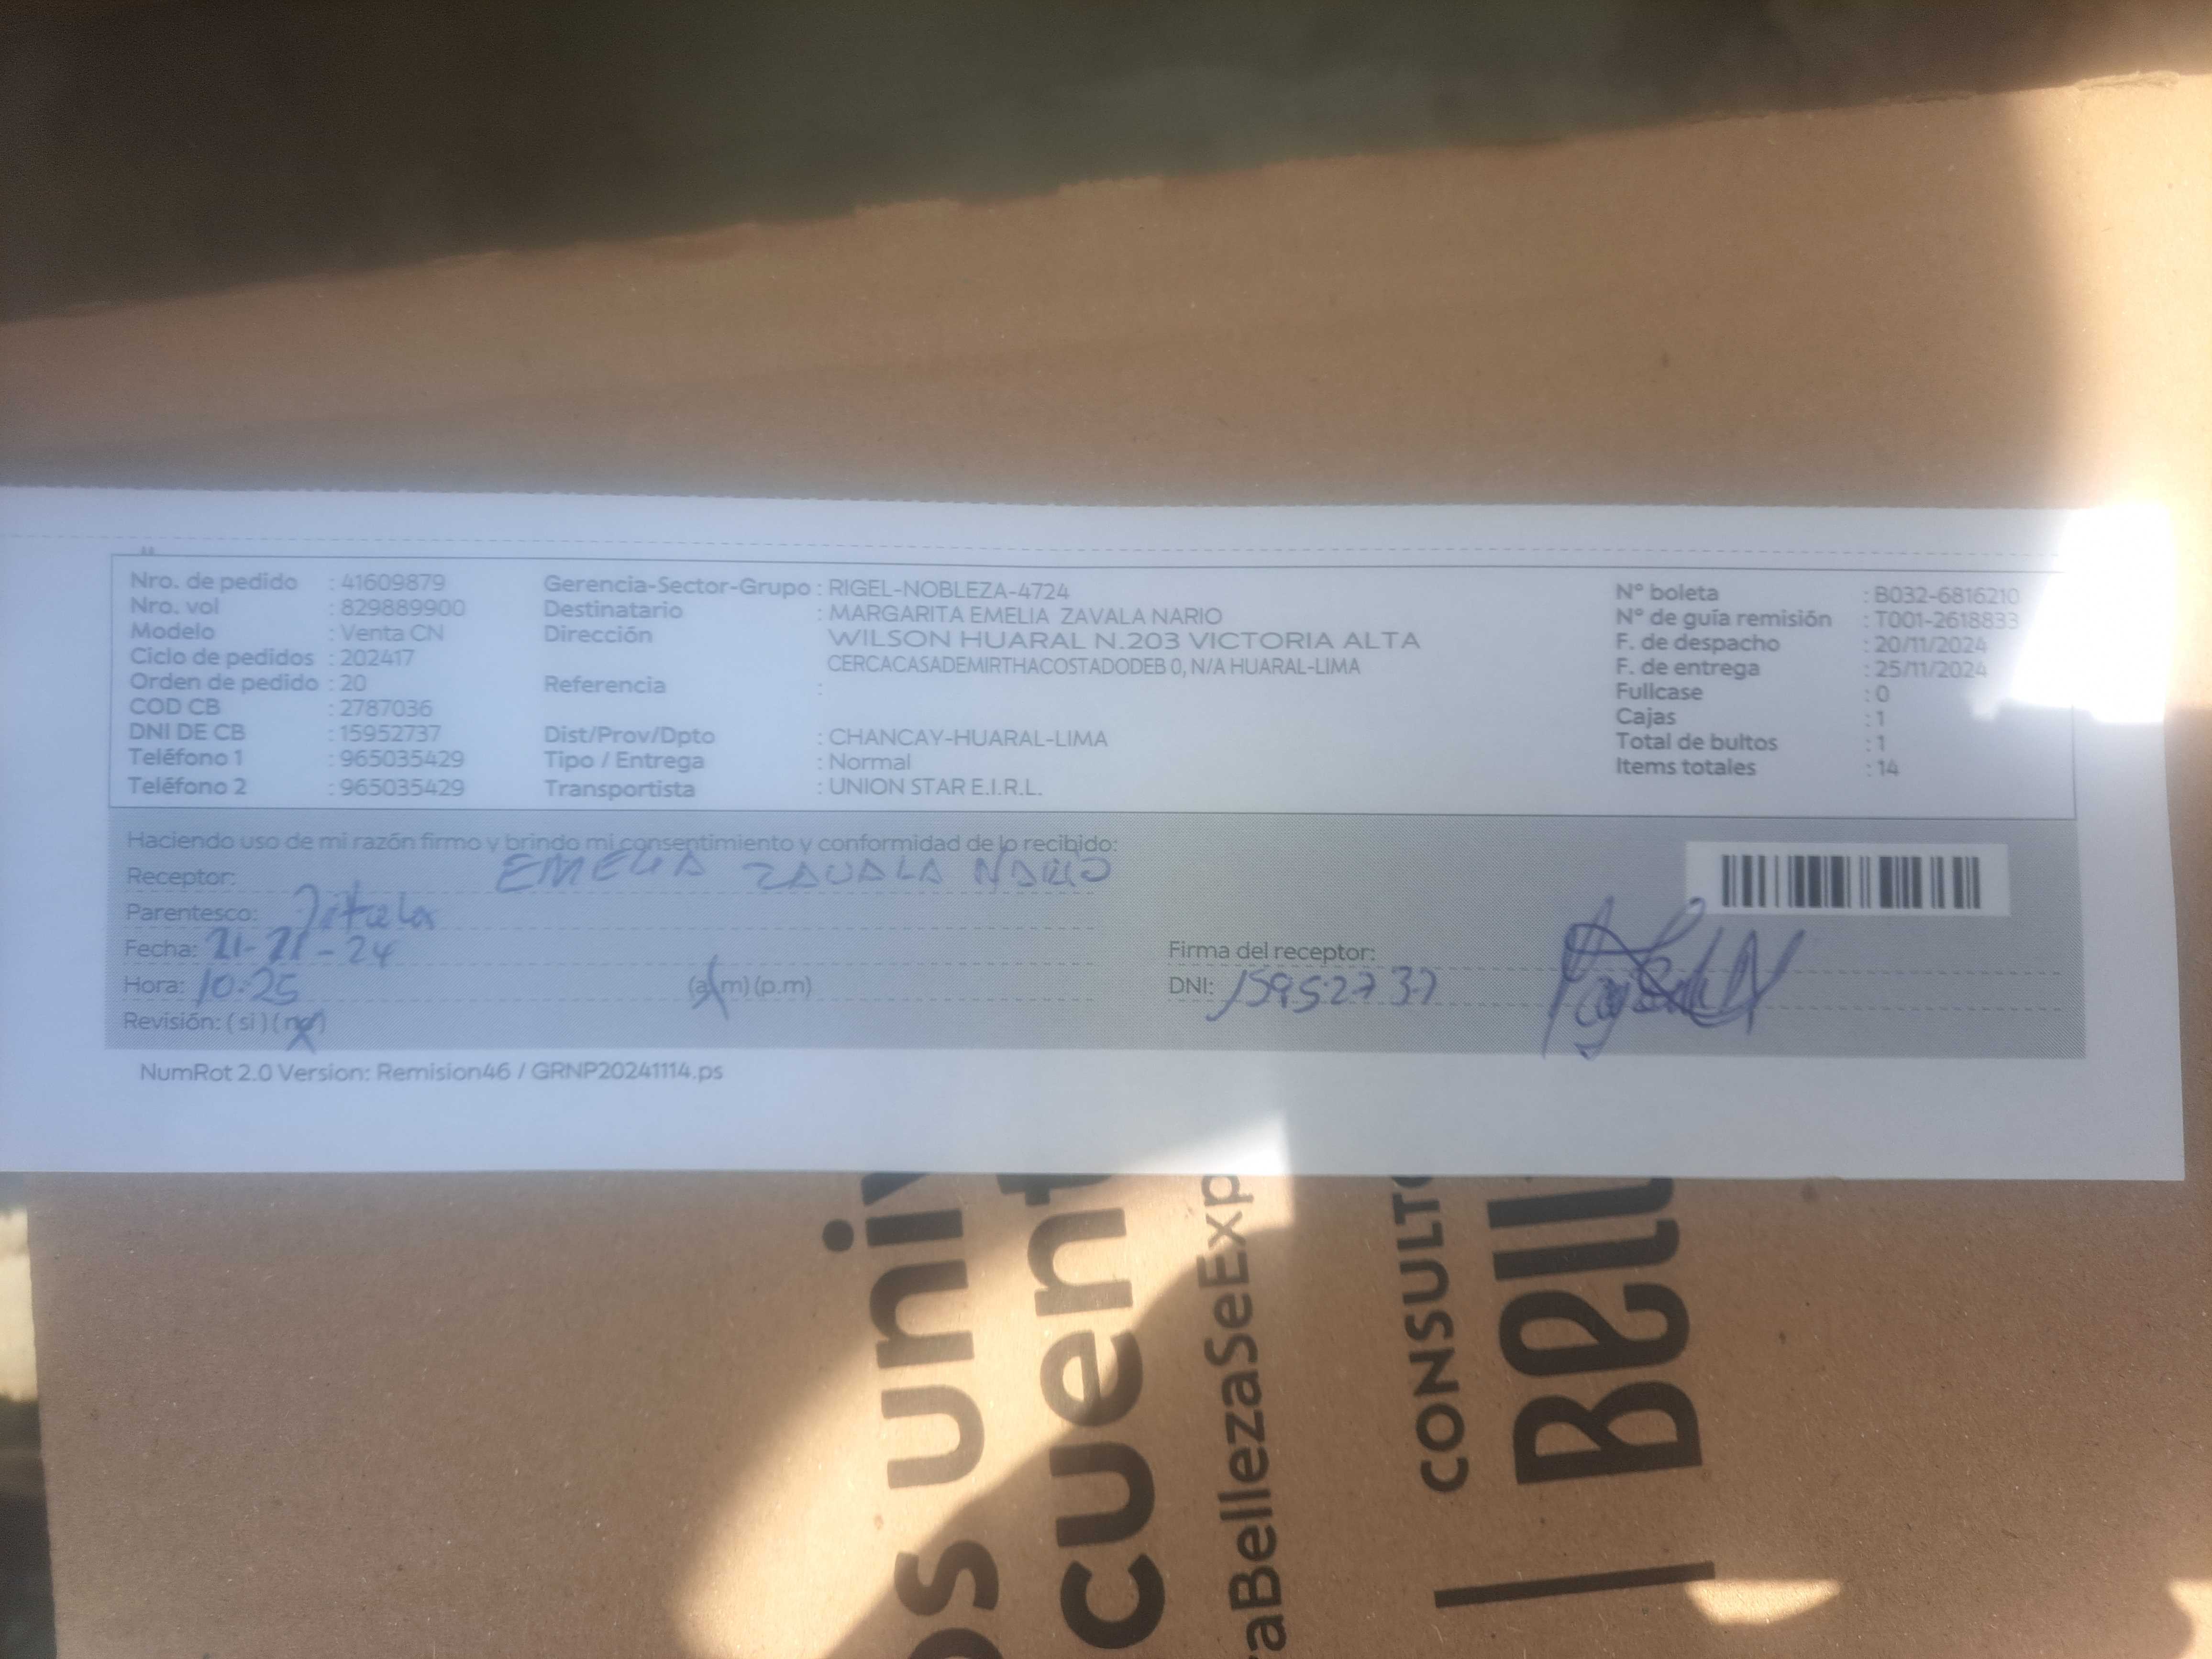 Nro. de pedido : 41609879 Gerencia-Sector-Grupo : RIGEL-NOBLEZA-4724 N° boleta : B032-6816210
Nro. vol : 829889900 Destinatario : MARGARITA EMELIA ZAVALA NARIO N° de guía remisión : T001-2618833
Modelo : Venta CN Dirección WILSON HUARAL N.203 VICTORIA ALTA F. de despacho : 20/11/2024
Ciclo de pedidos : 202417 CERCACASADEMIRTHACOSTADODEB 0, N/A HUARAL-LIMA F. de entrega : 25/11/2024
Orden de pedido : 20 Referencia : Fullcase : 0
COD CB : 2787036 Cajas : 1
DNI DE CB : 15952737 Dist/Prov/Dpto : CHANCAY-HUARAL-LIMA Total de bultos : 1
Teléfono 1 : 965035429 Tipo / Entrega : Normal Items totales : 14
Teléfono 2 : 965035429 Transportista : UNION STAR E.I.R.L.
Haciendo uso de mi razón firmo y brindo mi consentimiento y conformidad de lo recibido:
Receptor: EMELIA ZAVALA NARIO
Parentesco: Titular
Fecha: 21-11-24 Firma del receptor:
Hora: 10:25 (a.m) (p.m) DNI: 15952737
Revisión: ( si ) ( no )
NumRot 2.0 Version: Remision46 / GRNP20241114.ps
os univ
cuent
raBellezaSeExp
CONSULTO
| Bell